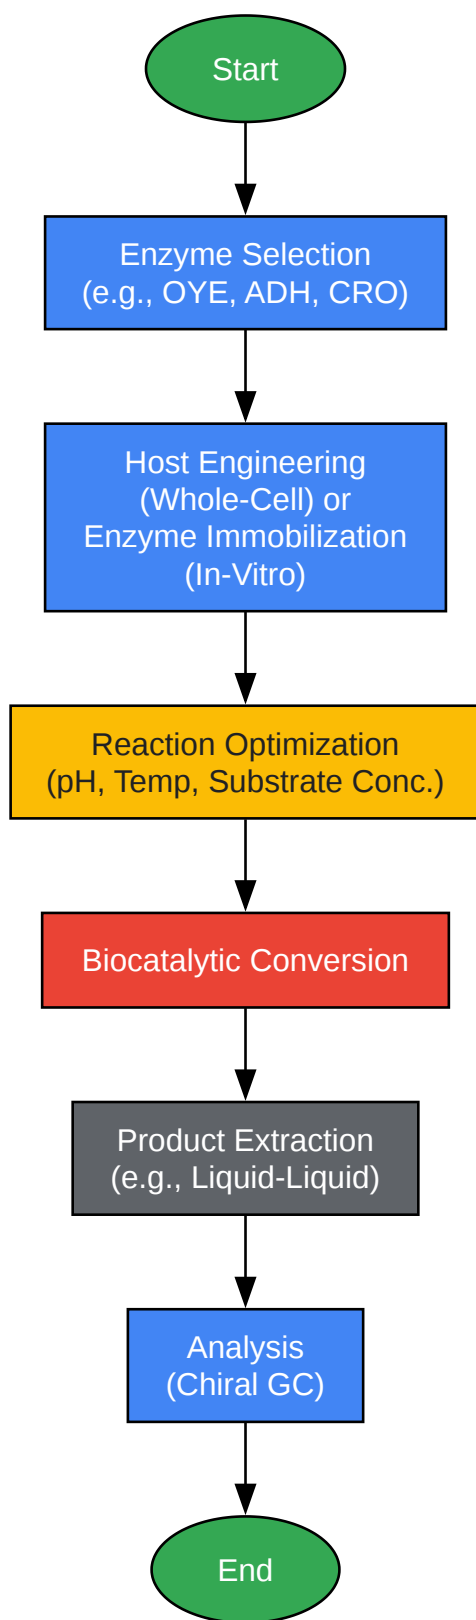 Start
Enzyme Selection
(e.g., OYE, ADH, CRO)
Host Engineering
(Whole-Cell) or
Enzyme Immobilization
(In-Vitro)
Reaction Optimization
(pH, Temp, Substrate Conc.)
Biocatalytic Conversion
Product Extraction
(e.g., Liquid-Liquid)
Analysis
(Chiral GC)
End